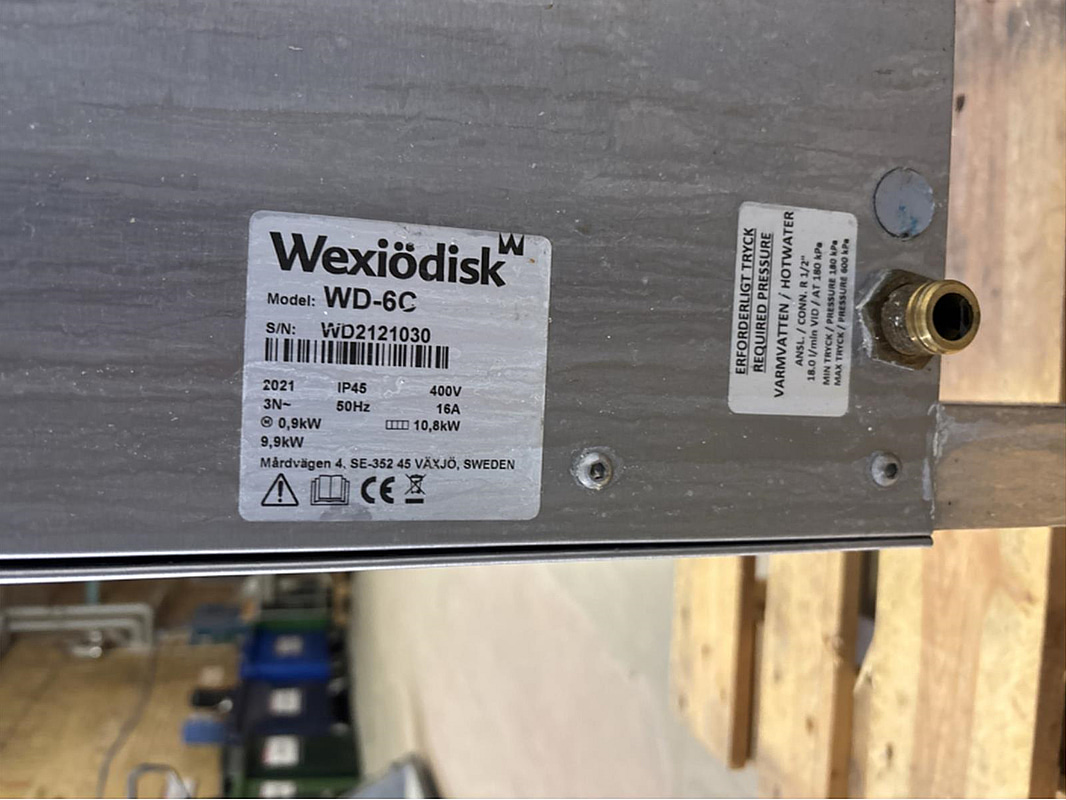 Wexiödisk
Model: WD-6C
S/N: WD2121030
2021 IP45 400V
3N~ 50Hz 16A
0,9kW 10,8kW
9,9kW
Mårdvägen 4, SE-352 45 VÄXJÖ, SWEDEN
CE
ERFORDERLIGT TRYCK
REQUIRED PRESSURE
VARMVATTEN / HOTWATER
ANSL. / CONN. R 1/2"
18.0 l/min VID / AT 180 kPa
MIN TRYCK / PRESSURE 180 kPa
MAX TRYCK / PRESSURE 600 kPa